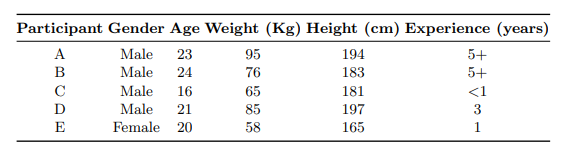 Participant Gender Age Weight (Kg) Height (cm) Experience (years)
A Male 23 95 194 5+
B Male 24 76 183 5+
C Male 16 65 181 <1
D Male 21 85 197 3
E Female 20 58 165 1